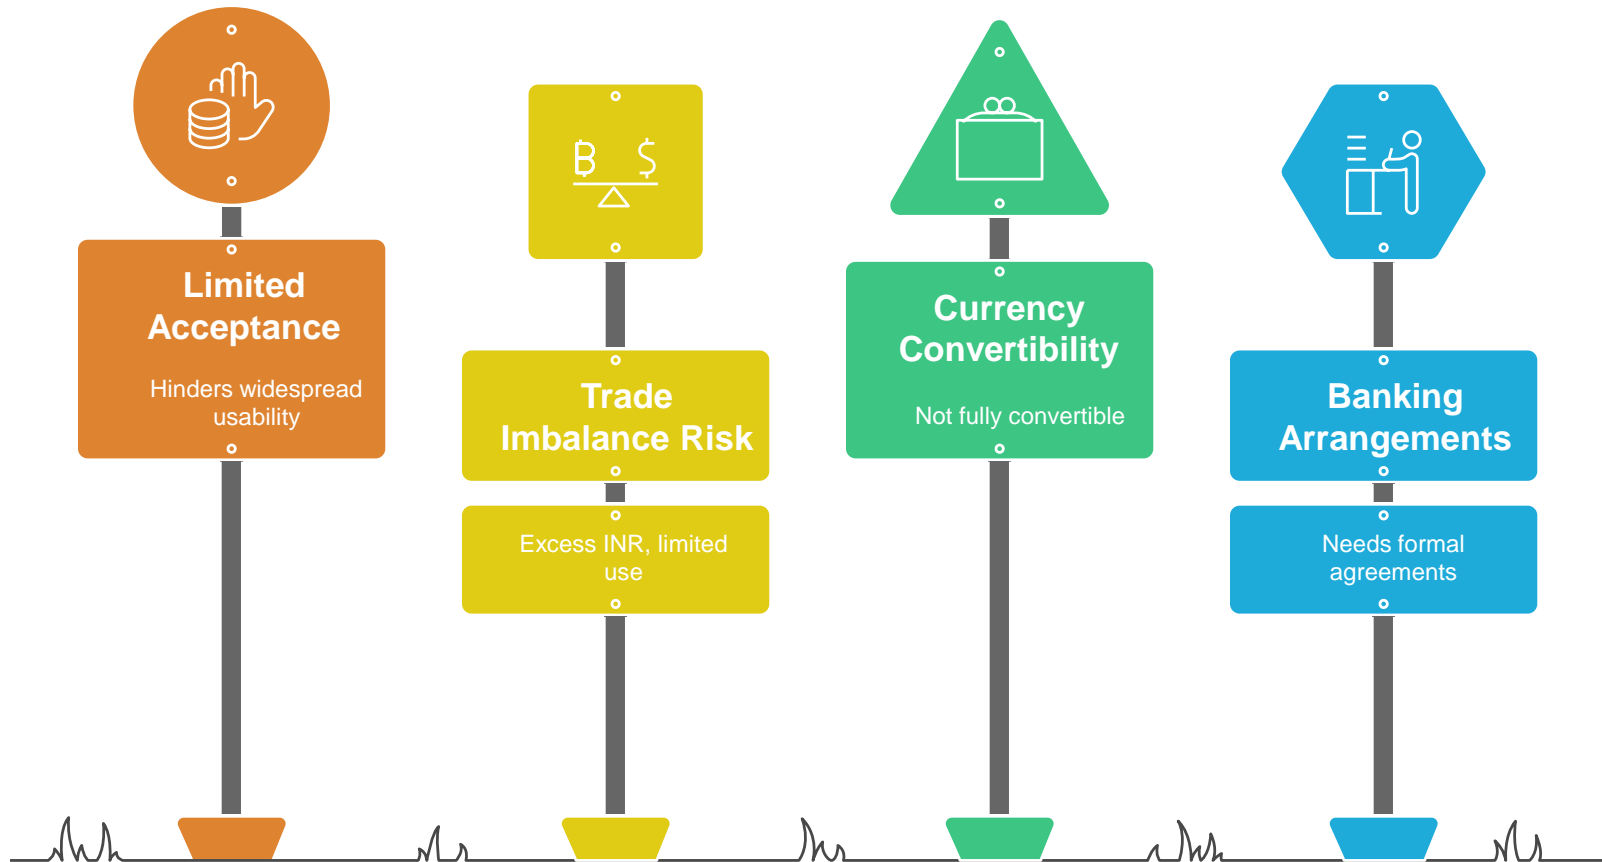 Limited
Acceptance
Hinders widespread
usability
Trade
Imbalance Risk
Excess INR, limited
use
Currency
Convertibility
Not fully convertible
Banking
Arrangements
Needs formal
agreements